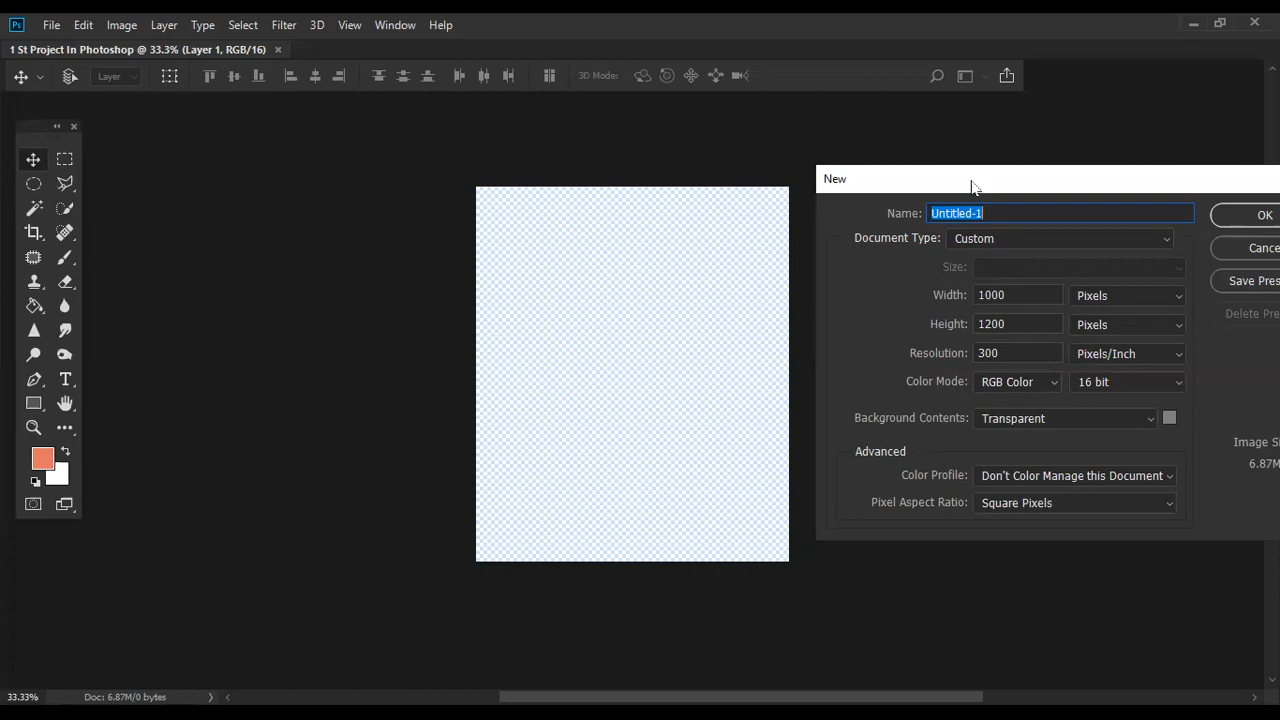 Ps File Edit Image Layer Type Select Filter 3D View Window Help
1 St Project In Photoshop @ 33.3% (Layer 1, RGB/16) ×
Layer 3D Mode:
New
Name: Untitled-1 OK
Document Type: Custom Cance
Size: Save Pres
Width: 1000 Pixels
Delete Pre
Height: 1200 Pixels
Resolution: 300 Pixels/Inch
Color Mode: RGB Color 16 bit
Background Contents: Transparent
Image S
Advanced
6.87M
Color Profile: Don't Color Manage this Document
Pixel Aspect Ratio: Square Pixels
33.33% Doc: 6.87M/0 bytes